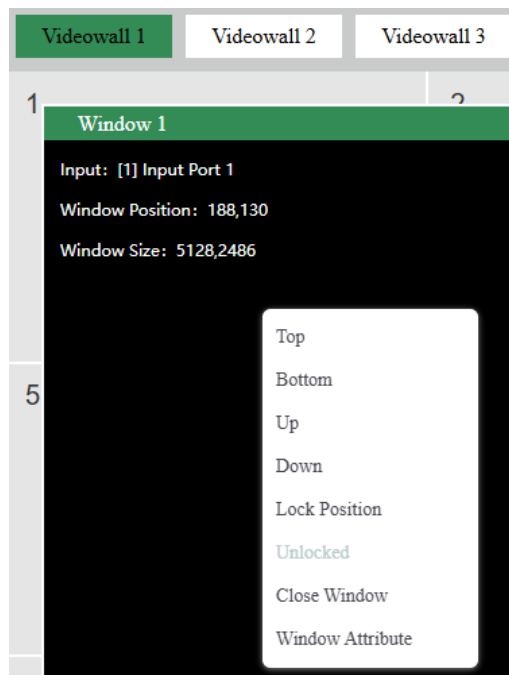 Videowall 1 Videowall 2 Videowall 3
1 2
Window 1
Input: [1] Input Port 1
Window Position: 188,130
Window Size: 5128,2486
Top
Bottom
5
Up
Down
Lock Position
Unlocked
Close Window
Window Attribute